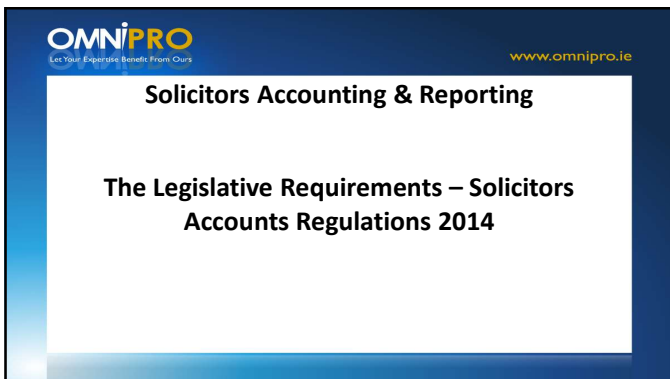 OMNIPRO
Let Your Expertise Benefit From Ours
www.omnipro.ie
Solicitors Accounting & Reporting
The Legislative Requirements – Solicitors
Accounts Regulations 2014